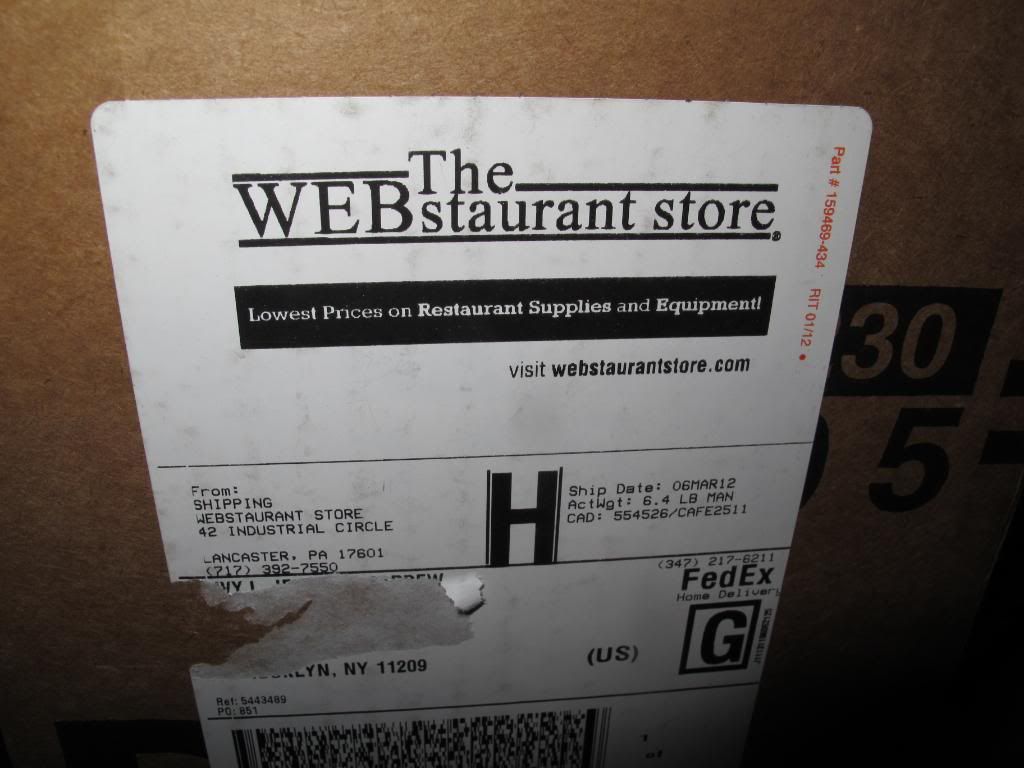 The
WEBstaurant store®
Lowest Prices on Restaurant Supplies and Equipment!
visit webstaurantstore.com
Part # 159469-434 RIT 01/12
30
5
From:
SHIPPING
WEBSTAURANT STORE
42 INDUSTRIAL CIRCLE
LANCASTER, PA 17601
(717) 392-7550
H
Ship Date: 06MAR12
ActWgt: 6.4 LB MAN
CAD: 554526/CAFE2511
(347) 217-6211
FedEx
Home Delivery
G
NY 11209
(US)
Ref: 5443489
PO: 851
1
of